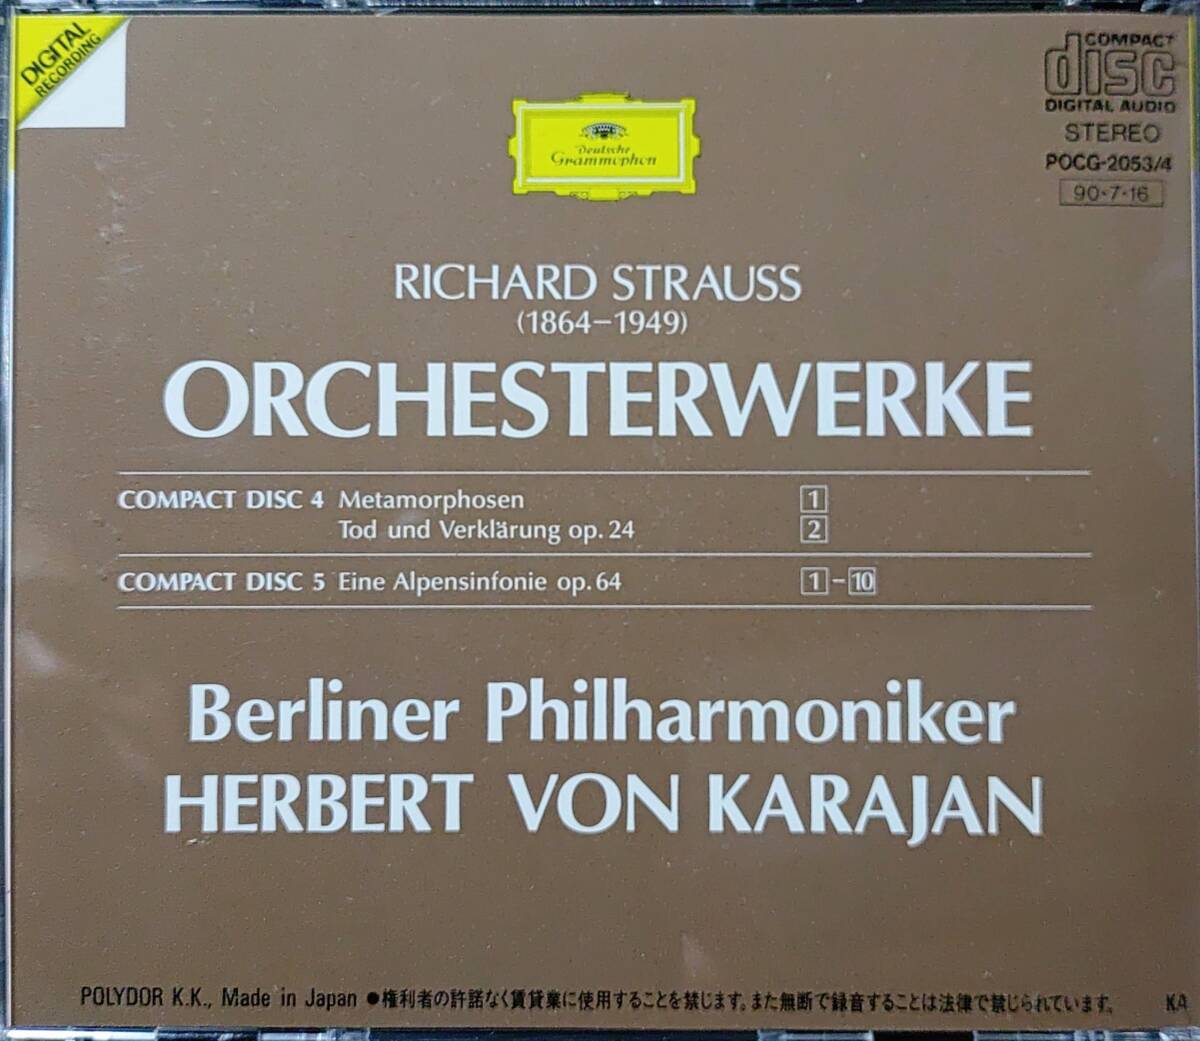 DIGITAL
RECORDING
COMPACT
disc
DIGITAL AUDIO
STEREO
POCG-2053/4
90・7・16
Deutsche
Grammophon
RICHARD STRAUSS
(1864–1949)
ORCHESTERWERKE
COMPACT DISC 4 Metamorphosen 1
Tod und Verklärung op. 24 2
COMPACT DISC 5 Eine Alpensinfonie op. 64 1 – 10
Berliner Philharmoniker
HERBERT VON KARAJAN
POLYDOR K.K., Made in Japan ●権利者の許諾なく賃貸業に使用することを禁じます。また無断で録音することは法律で禁じられています。 KA